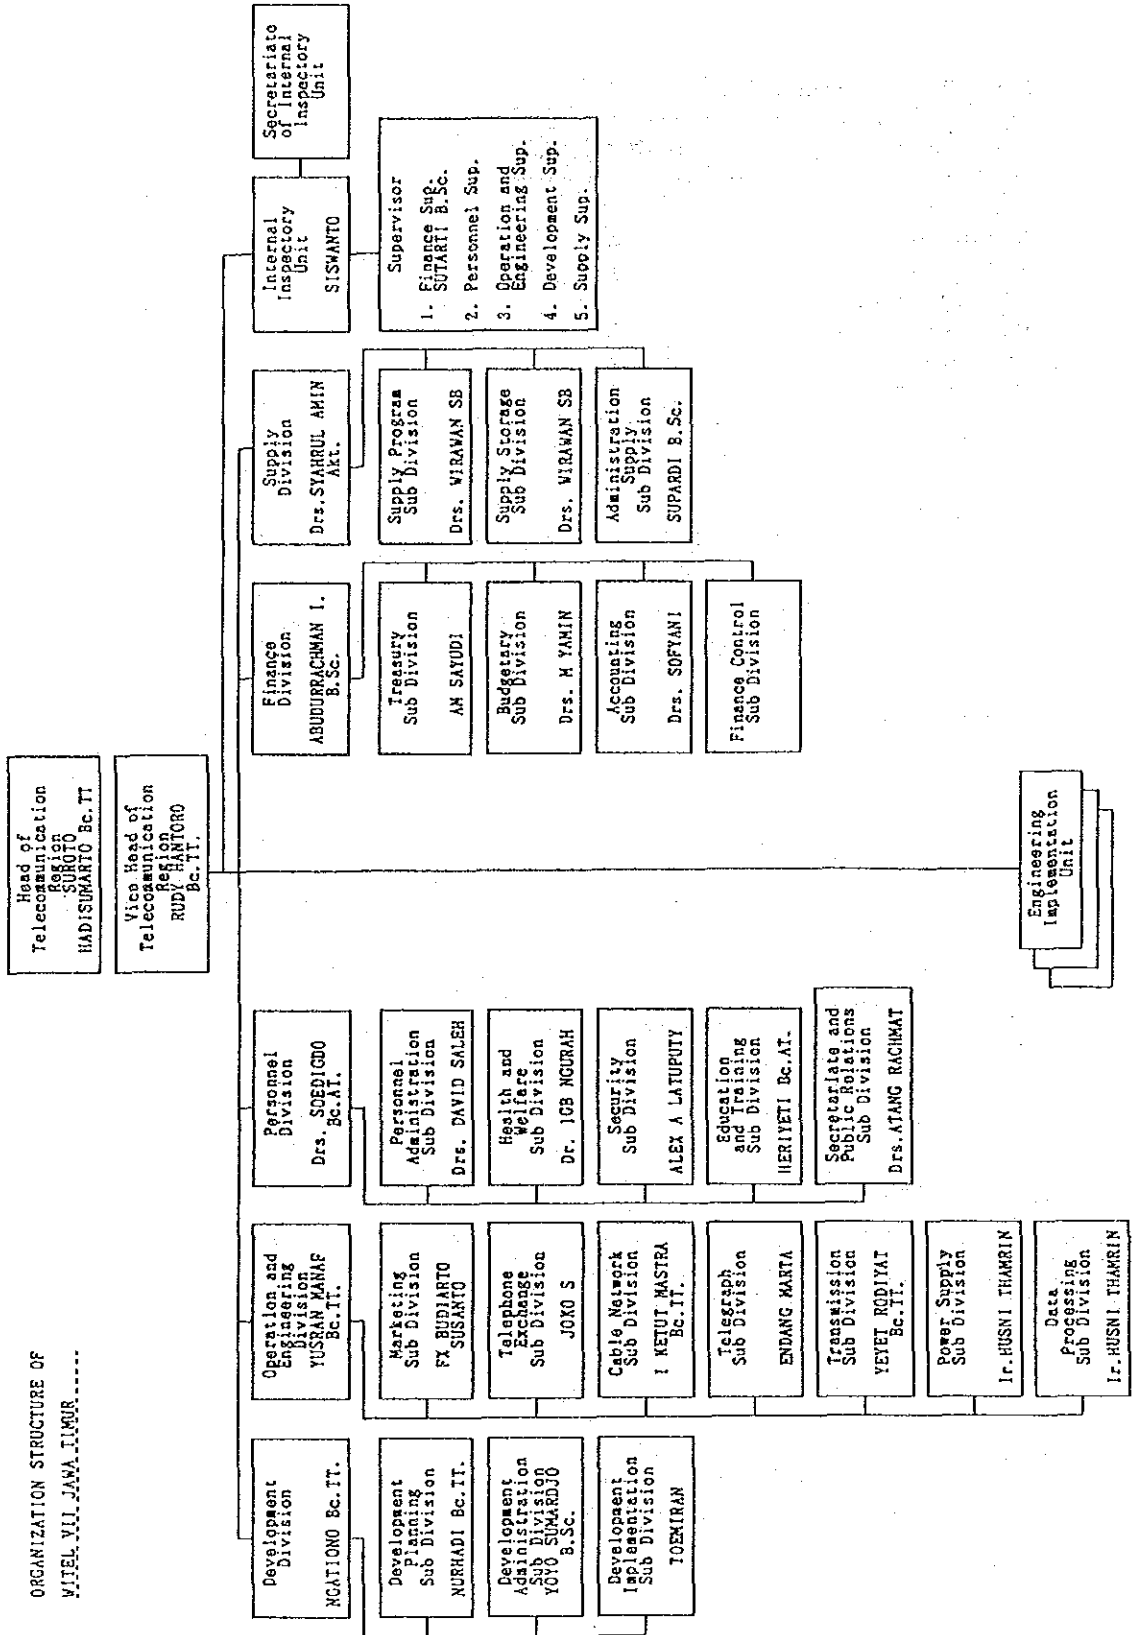 ORGANIZATION STRUCTURE OF
WITEL VII JAWA TIMUR
Head of
Telecommunication
Region
SUROTO
HADISUMARTO Bc.TT
Vice Head of
Telecommunication
Region
RUDY HANTORO
Bc.TT.
Development
Division
NGATIONO Bc.TT.
Development
Planning
Sub Division
NURHADI Bc.TT.
Development
Administration
Sub Division
YOYO SUMARDJO
B.Sc.
Development
Implementation
Sub Division
TOEMIRAN
Operation and
Engineering
Division
YUSRAN MANAF
Bc.TT.
Marketing
Sub Division
FX BUDIARTO
SUSANTO
Telephone
Exchange
Sub Division
JOKO S
Cable Network
Sub Division
I KETUT MASTRA
Bc.TT.
Telegraph
Sub Division
ENDANG MARTA
Transmission
Sub Division
YEYET RODIYAT
Bc.TT.
Power Supply
Sub Division
Ir.HUSNI THAMRIN
Data
Processing
Sub Division
Ir.HUSNI THAMRIN
Personnel
Division
Drs. SOEDIGDO
Bc.AT.
Personnel
Administration
Sub Division
Drs. DAVID SALEH
Health and
Welfare
Sub Division
Dr. IGB NGURAH
Security
Sub Division
ALEX A LATUPUTY
Education
and Training
Sub Division
HERIYETI Bc.AT.
Secretariate and
Public Relations
Sub Division
Drs.ATANG RACHMAT
Engineering
Implementation
Unit
Finance
Division
ABUDURRACHMAN I.
B.Sc.
Treasury
Sub Division
AM SAYUDI
Budgetary
Sub Division
Drs. M YAMIN
Accounting
Sub Division
Drs. SOFYANI
Finance Control
Sub Division
Supply
Division
Drs.SYAHRUL AMIN
Akt.
Supply Program
Sub Division
Drs. WIRAWAN SB
Supply Storage
Sub Division
Drs. WIRAWAN SB
Administration
Supply
Sub Division
SUPARDI B.Sc.
Internal
Inspectory
Unit
SISWANTO
Secretariate
of Internal
Inspectory
Unit
Supervisor
1. Finance Sup.
SUTARTI B.Sc.
2. Personnel Sup.
3. Operation and
Engineering Sup.
4. Development Sup.
5. Supply Sup.